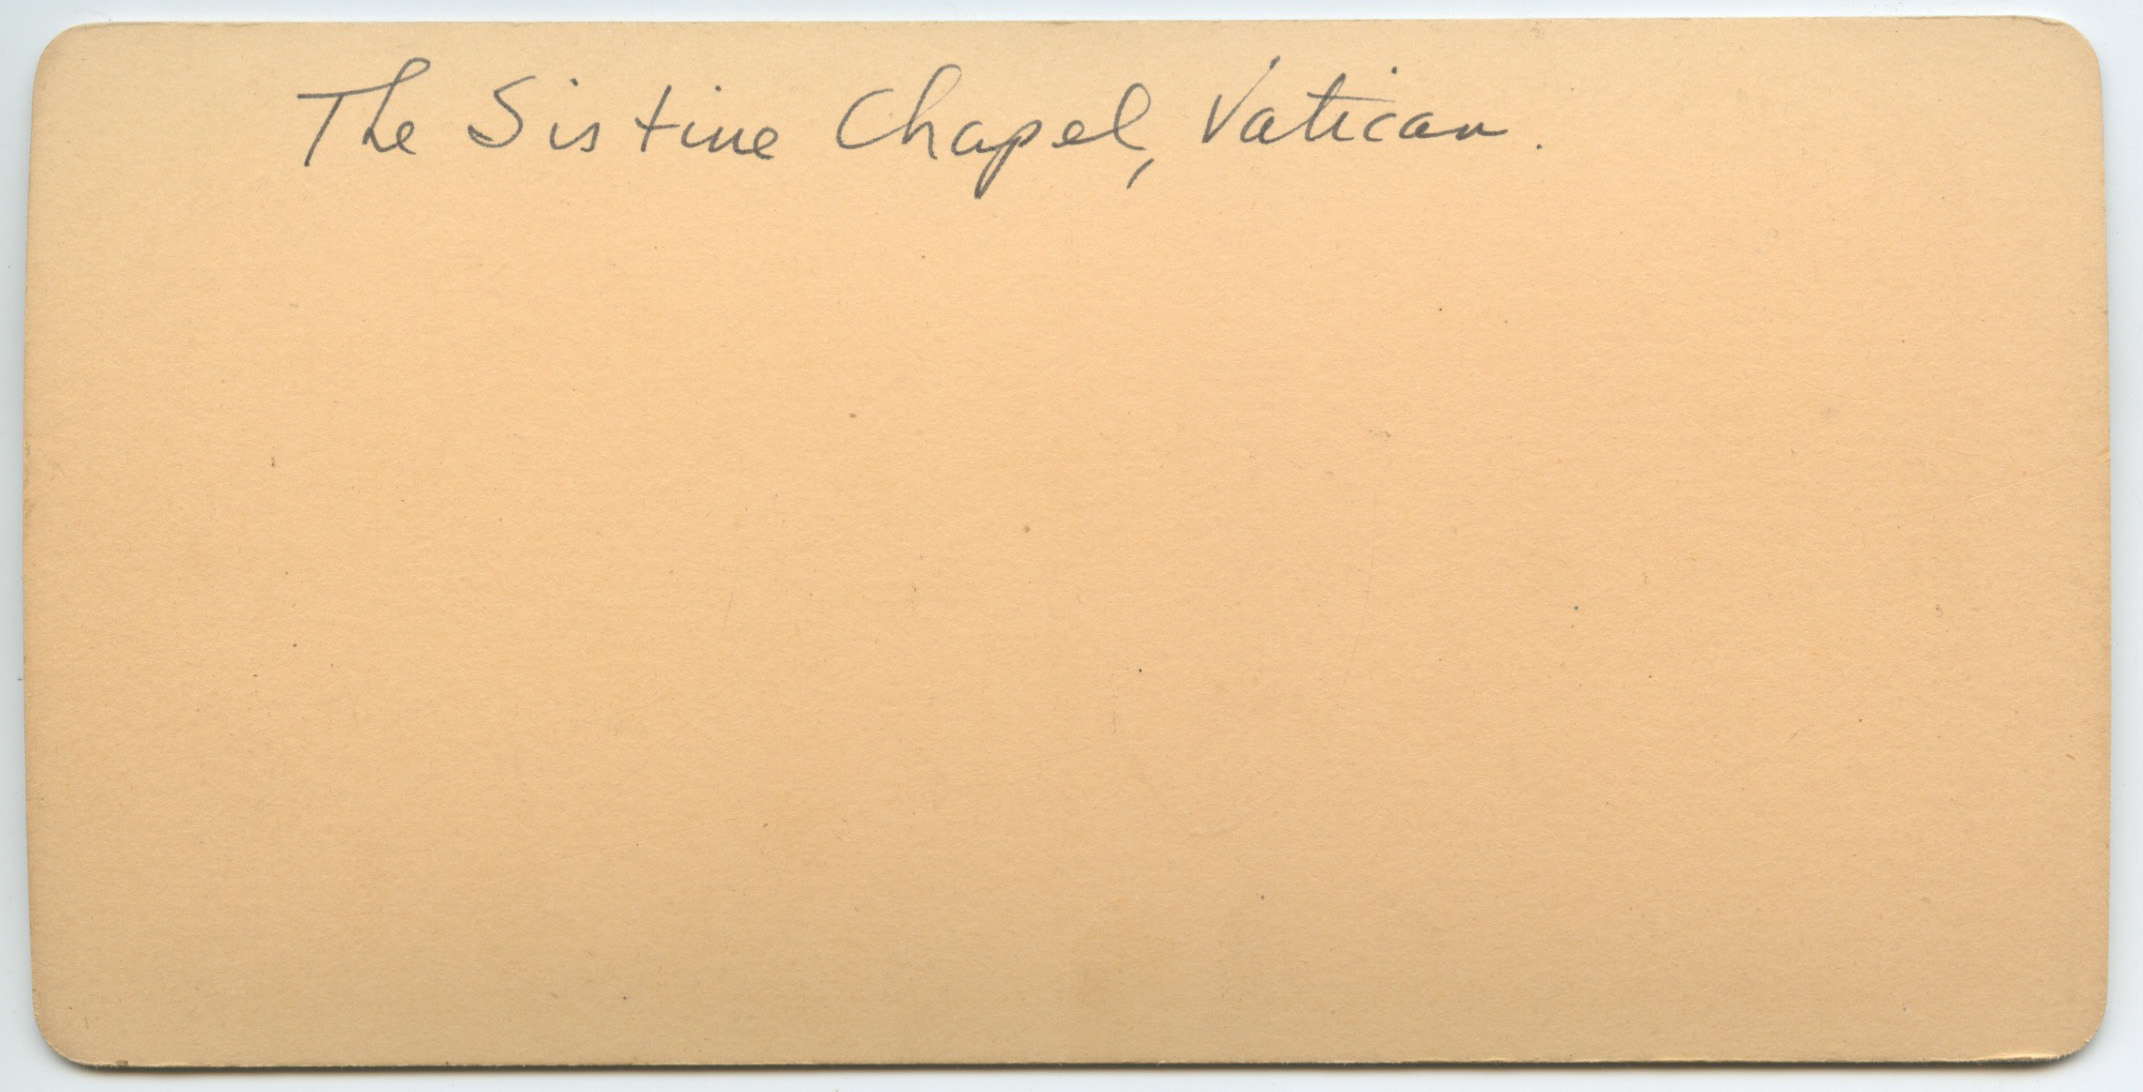 The Sistine Chapel, Vatican.